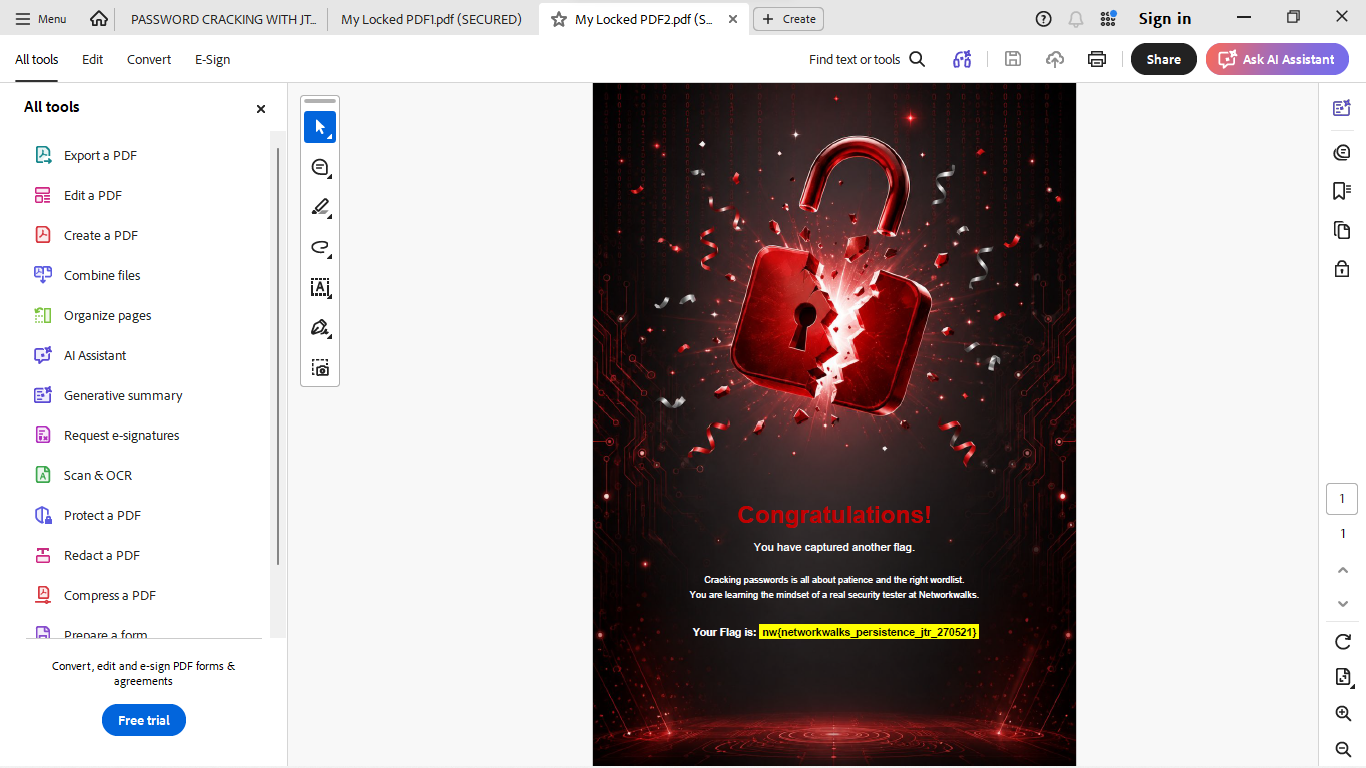 Menu
PASSWORD CRACKING WITH JT...
My Locked PDF1.pdf (SECURED)
My Locked PDF2.pdf (S...
Create
Sign in
All tools
Edit
Convert
E-Sign
Find text or tools
Share
Ask AI Assistant
All tools
Export a PDF
Edit a PDF
Create a PDF
Combine files
Organize pages
AI Assistant
Generative summary
Request e-signatures
Scan & OCR
Protect a PDF
Redact a PDF
Compress a PDF
Prepare a form
Convert, edit and e-sign PDF forms &
agreements
Free trial
Congratulations!
You have captured another flag.
Cracking passwords is all about patience and the right wordlist.
You are learning the mindset of a real security tester at Networkwalks.
Your Flag is: nw{networkwalks_persistence_jtr_270521}
1
1